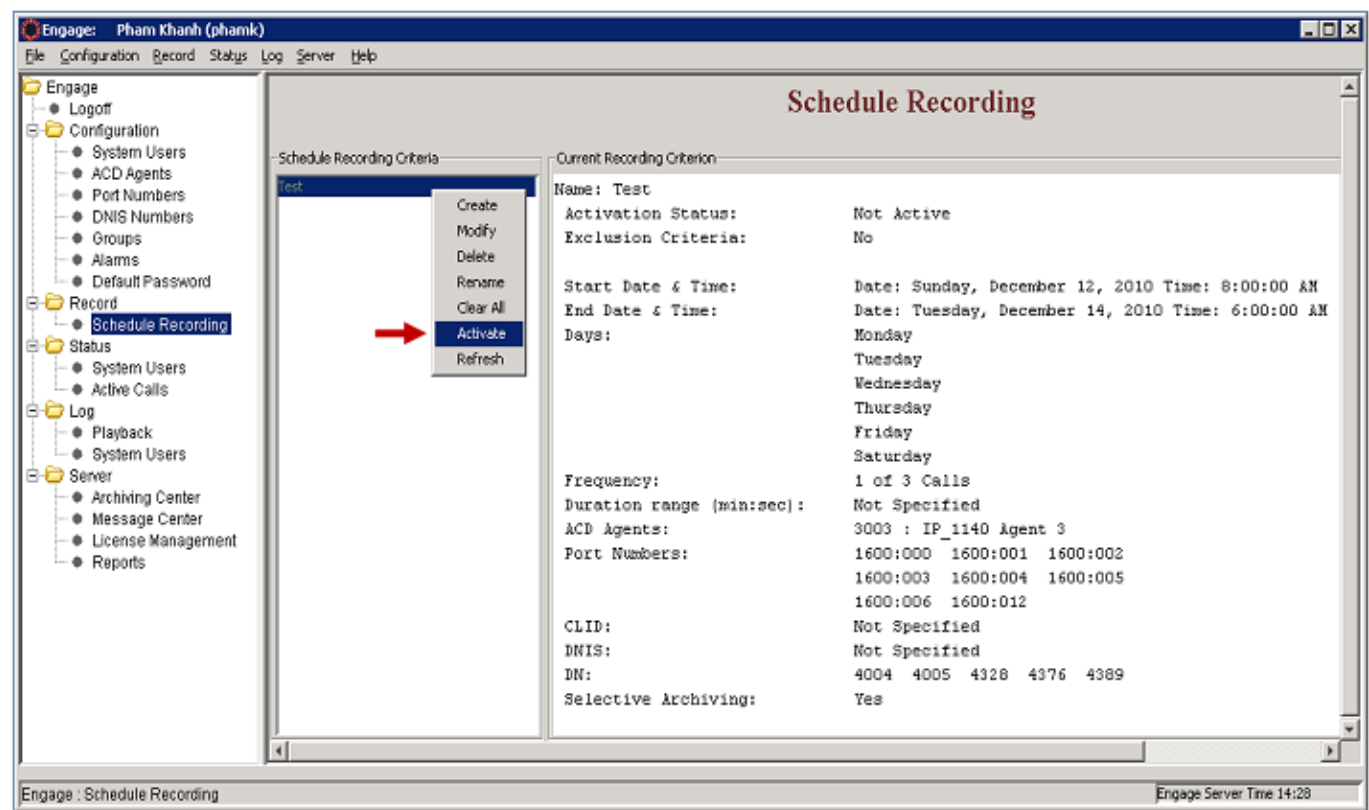 Engage: Pham Khanh (phamk)
File Configuration Record Status Log Server Help
Engage
Logoff
Configuration
System Users
ACD Agents
Port Numbers
DNIS Numbers
Groups
Alarms
Default Password
Record
Schedule Recording
Status
System Users
Active Calls
Log
Playback
System Users
Server
Archiving Center
Message Center
License Management
Reports
Schedule Recording
Schedule Recording Criteria
Test
Create
Modify
Delete
Rename
Clear All
Activate
Refresh
Current Recording Criterion
Name: Test
Activation Status: Not Active
Exclusion Criteria: No
Start Date & Time: Date: Sunday, December 12, 2010 Time: 8:00:00 AM
End Date & Time: Date: Tuesday, December 14, 2010 Time: 6:00:00 AM
Days: Monday
Tuesday
Wednesday
Thursday
Friday
Saturday
Frequency: 1 of 3 Calls
Duration range (min:sec): Not Specified
ACD Agents: 3003 : IP_1140 Agent 3
Port Numbers: 1600:000 1600:001 1600:002
1600:003 1600:004 1600:005
1600:006 1600:012
CLID: Not Specified
DNIS: Not Specified
DN: 4004 4005 4328 4376 4389
Selective Archiving: Yes
Engage : Schedule Recording
Engage Server Time 14:28